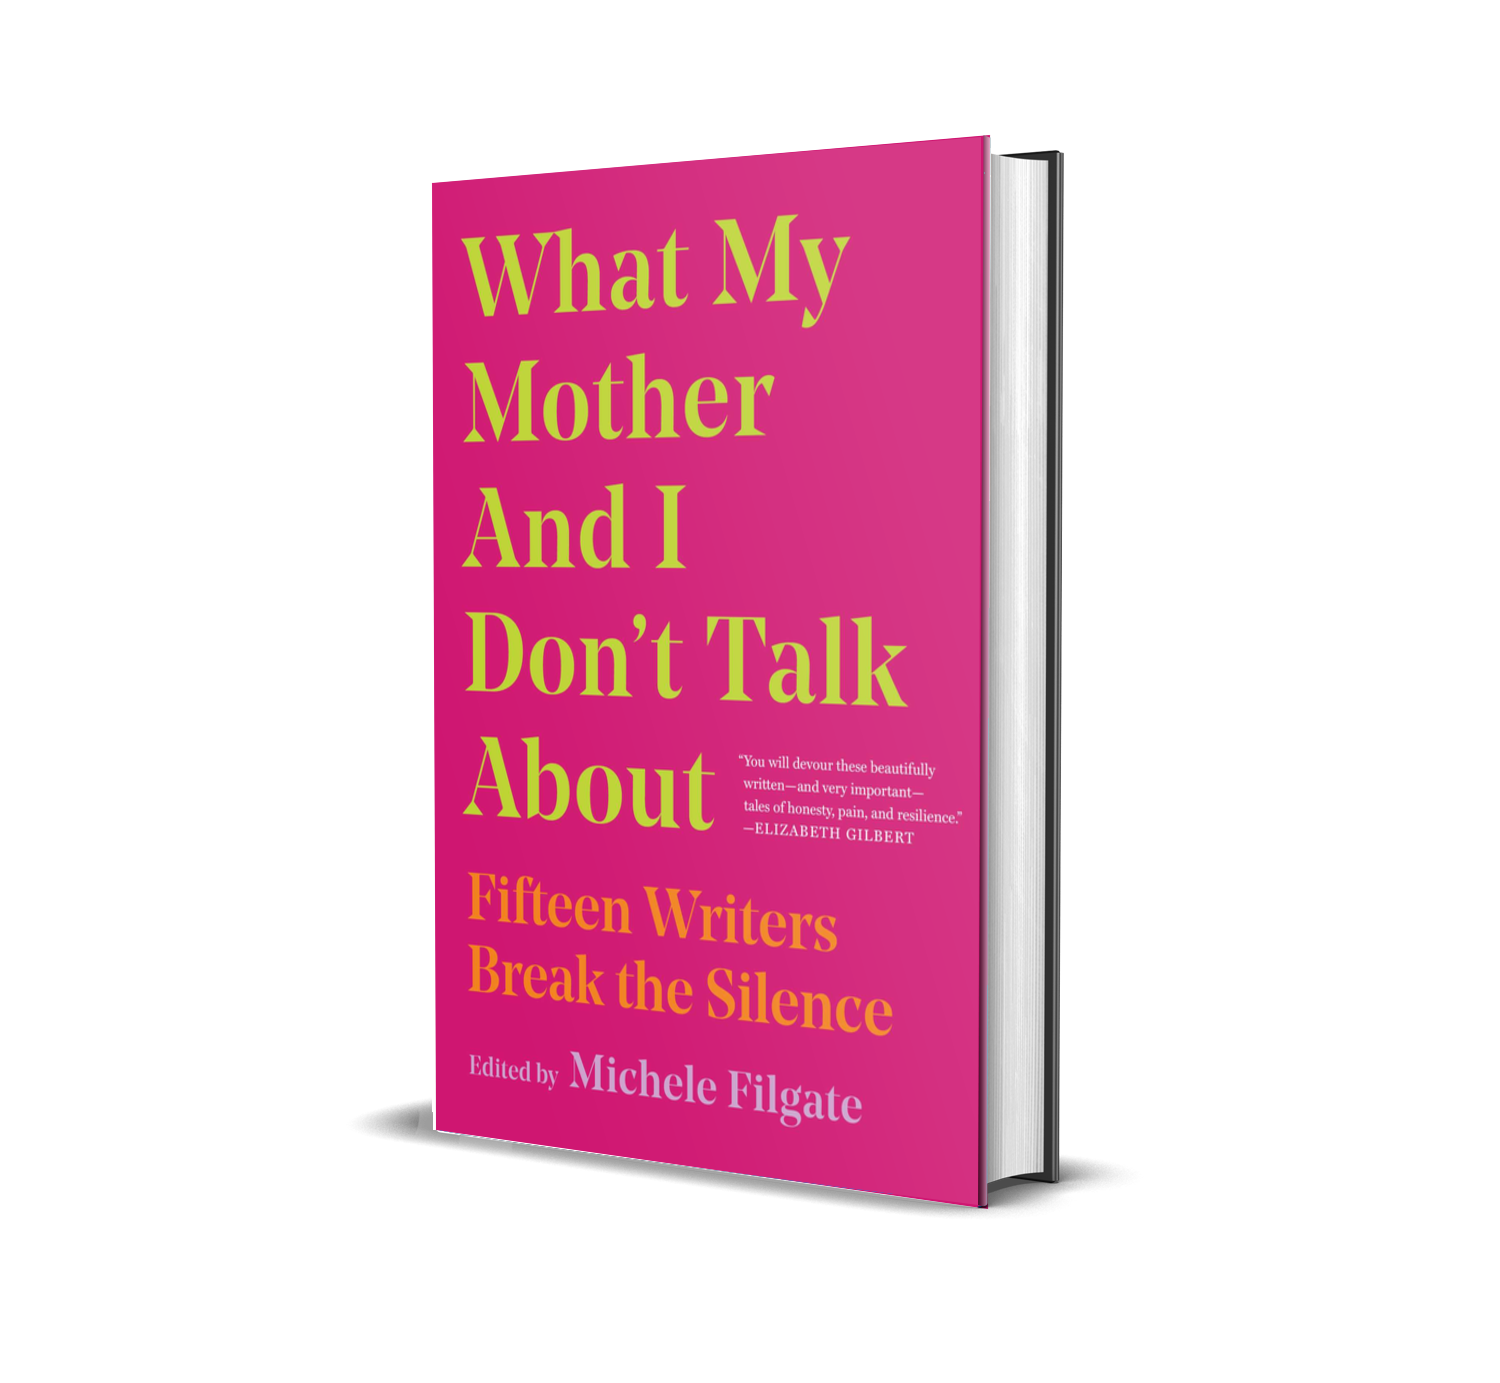 What My
Mother
And I
Don’t Talk
About
“You will devour these beautifully
written—and very important—
tales of honesty, pain, and resilience.”
—ELIZABETH GILBERT
Fifteen Writers
Break the Silence
Edited by Michele Filgate